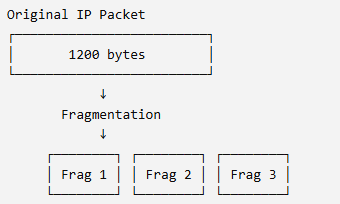 Original IP Packet
1200 bytes
Fragmentation
Frag 1 Frag 2 Frag 3